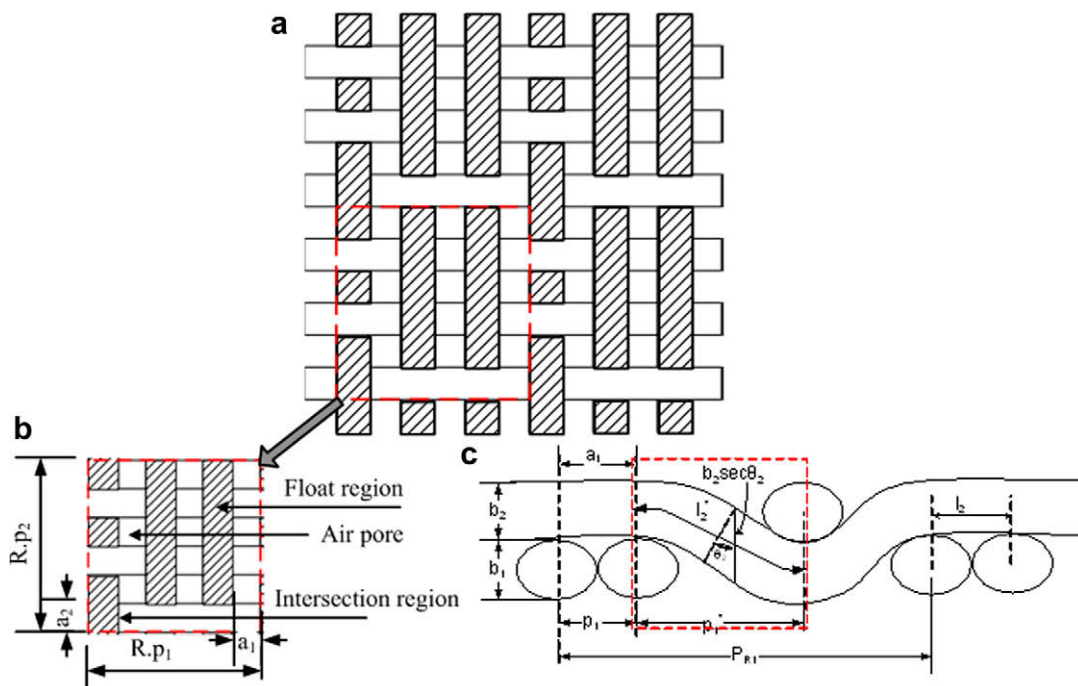 a
b
R.p₂
a₂
Float region
Air pore
Intersection region
a₁
R.p₁
c
a₁
b₂secθ₂
b₂
l₂*
θ₂
l₂
b₁
p₁
p₁*
P_R1